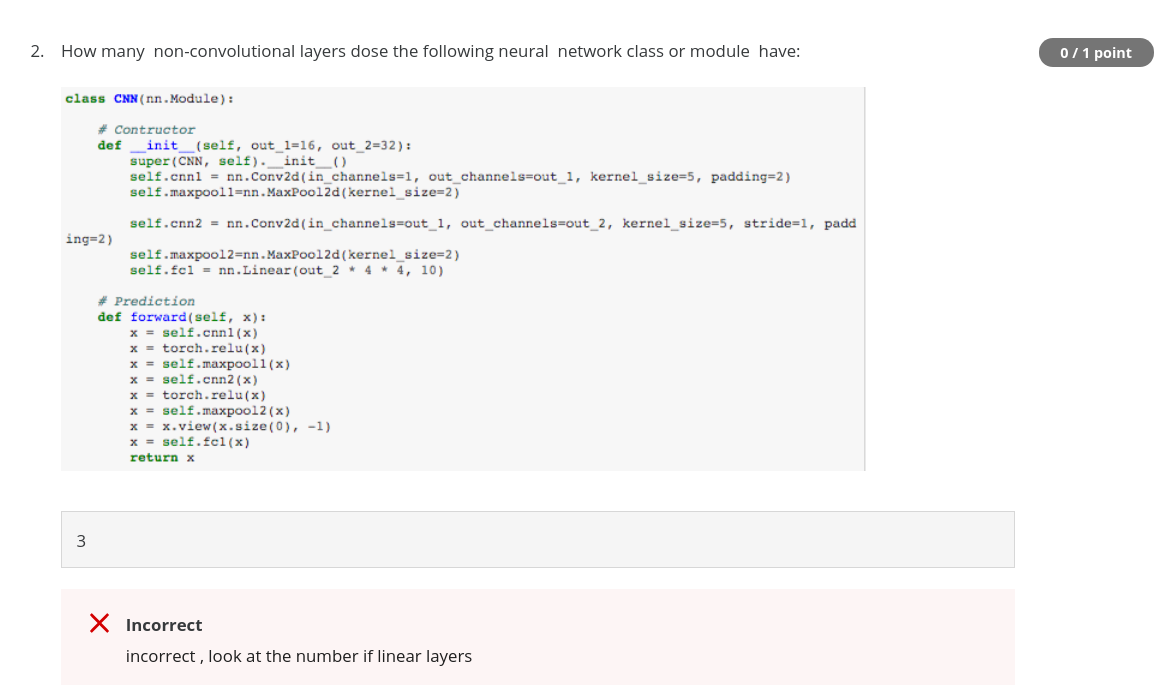 2. How many non-convolutional layers dose the following neural network class or module have:
0 / 1 point
class CNN(nn.Module):
# Contructor
def __init__(self, out_1=16, out_2=32):
super(CNN, self).__init__()
self.cnn1 = nn.Conv2d(in_channels=1, out_channels=out_1, kernel_size=5, padding=2)
self.maxpool1=nn.MaxPool2d(kernel_size=2)
self.cnn2 = nn.Conv2d(in_channels=out_1, out_channels=out_2, kernel_size=5, stride=1, padd
ing=2)
self.maxpool2=nn.MaxPool2d(kernel_size=2)
self.fc1 = nn.Linear(out_2 * 4 * 4, 10)
# Prediction
def forward(self, x):
x = self.cnn1(x)
x = torch.relu(x)
x = self.maxpool1(x)
x = self.cnn2(x)
x = torch.relu(x)
x = self.maxpool2(x)
x = x.view(x.size(0), -1)
x = self.fc1(x)
return x
3
Incorrect
incorrect , look at the number if linear layers